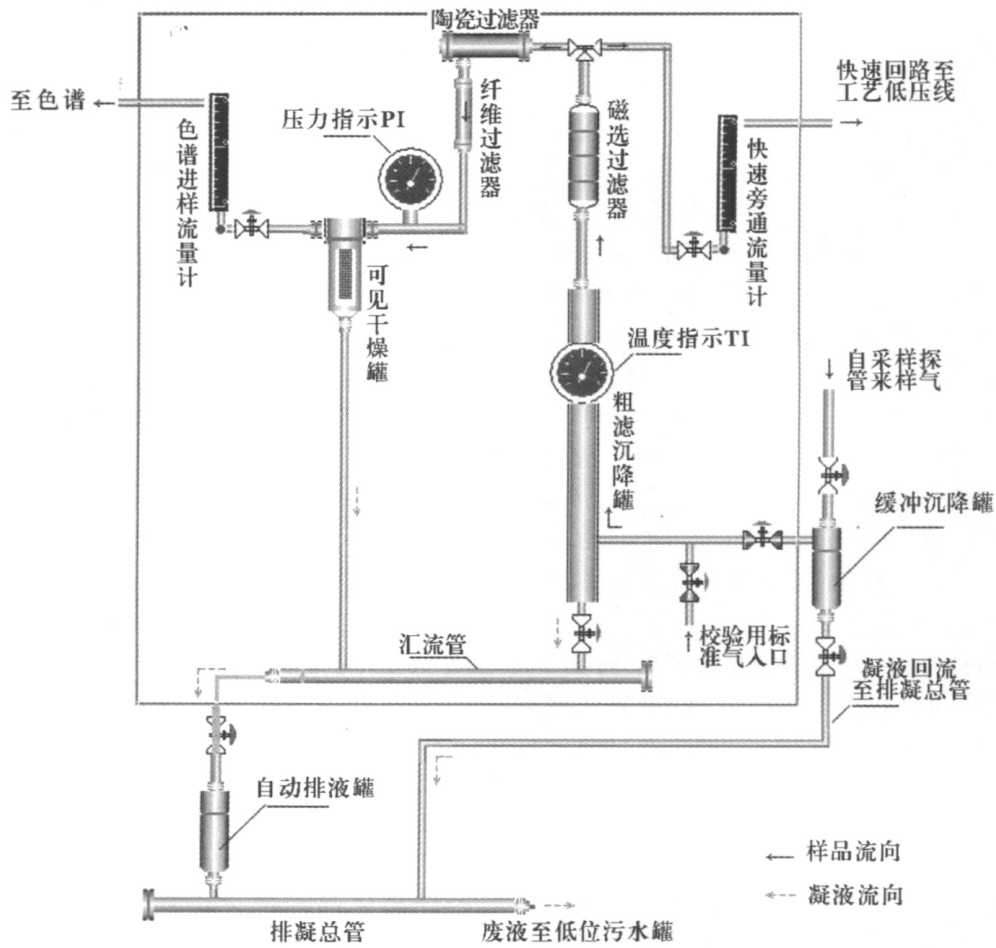 陶瓷过滤器
至色谱
色谱进样流量计
压力指示PI
纤维过滤器
磁选过滤器
快速回路至
工艺低压线
快速旁通流量计
可见干燥罐
温度指示TI
粗滤沉降罐
自采样探
管来样气
缓冲沉降罐
校验用标
准气入口
汇流管
凝液回流
至排凝总管
自动排液罐
样品流向
凝液流向
排凝总管
废液至低位污水罐